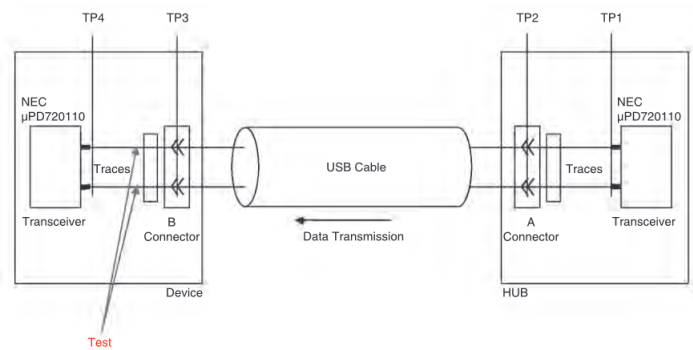 TP4
TP3
TP2
TP1
NEC
µPD720110
NEC
µPD720110
Traces
USB Cable
Traces
Transceiver
B
Connector
Data Transmission
A
Connector
Transceiver
Device
HUB
Test